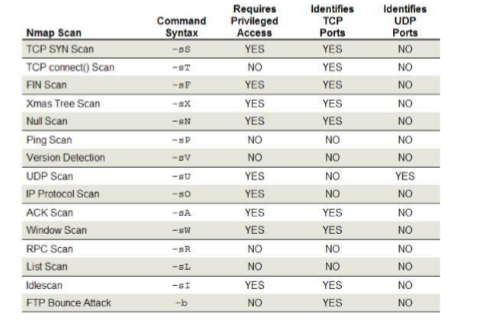 Nmap Scan Command Syntax Requires Privileged Access Identifies TCP Ports Identifies UDP Ports
TCP SYN Scan -sS YES YES NO
TCP connect() Scan -sT NO YES NO
FIN Scan -sF YES YES NO
Xmas Tree Scan -sX YES YES NO
Null Scan -sN YES YES NO
Ping Scan -sP NO NO NO
Version Detection -sV NO NO NO
UDP Scan -sU YES NO YES
IP Protocol Scan -sO YES NO NO
ACK Scan -sA YES YES NO
Window Scan -sW YES YES NO
RPC Scan -sR NO NO NO
List Scan -sL NO NO NO
Idlescan -sI YES YES NO
FTP Bounce Attack -b NO YES NO